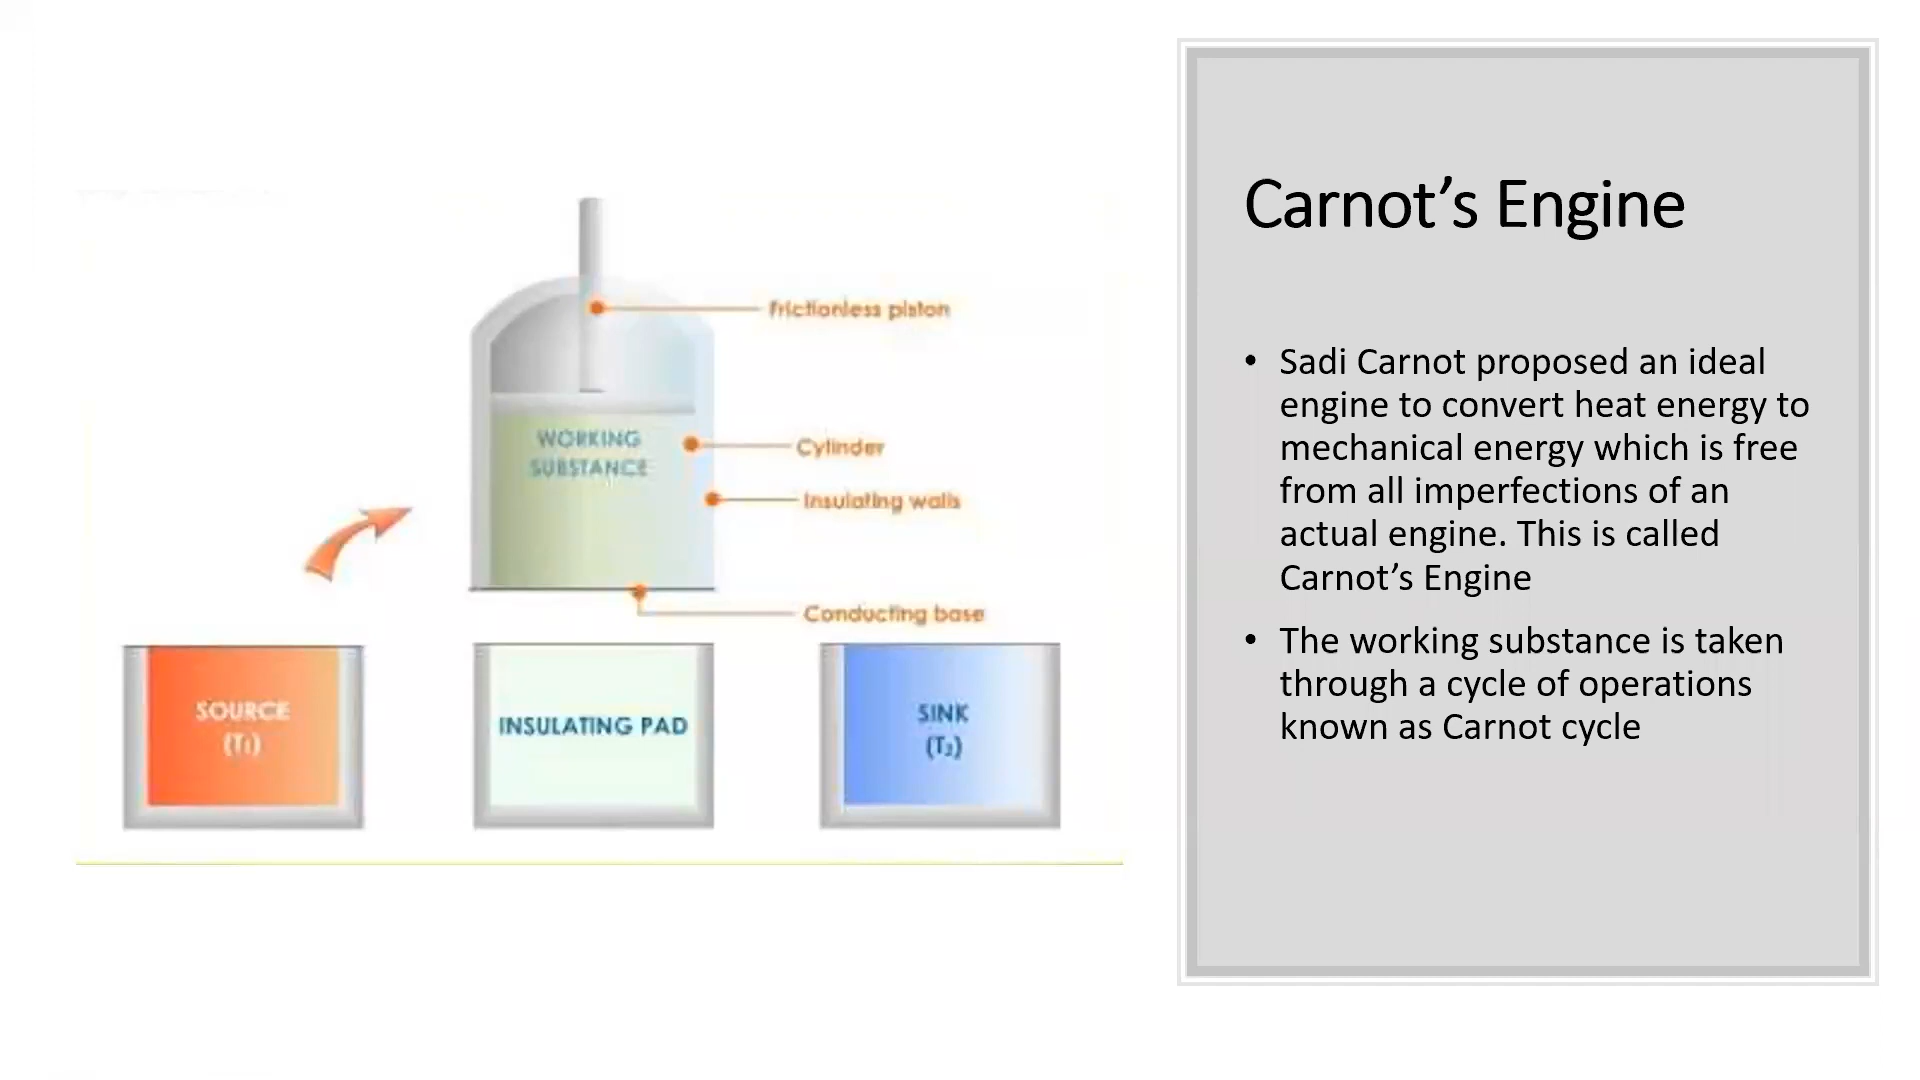 Carnot’s Engine
• Sadi Carnot proposed an ideal
engine to convert heat energy to
mechanical energy which is free
from all imperfections of an
actual engine. This is called
Carnot’s Engine
• The working substance is taken
through a cycle of operations
known as Carnot cycle
Frictionless piston
WORKING
SUBSTANCE
Cylinder
Insulating walls
Conducting base
SOURCE
(T₁)
INSULATING PAD
SINK
(T₂)